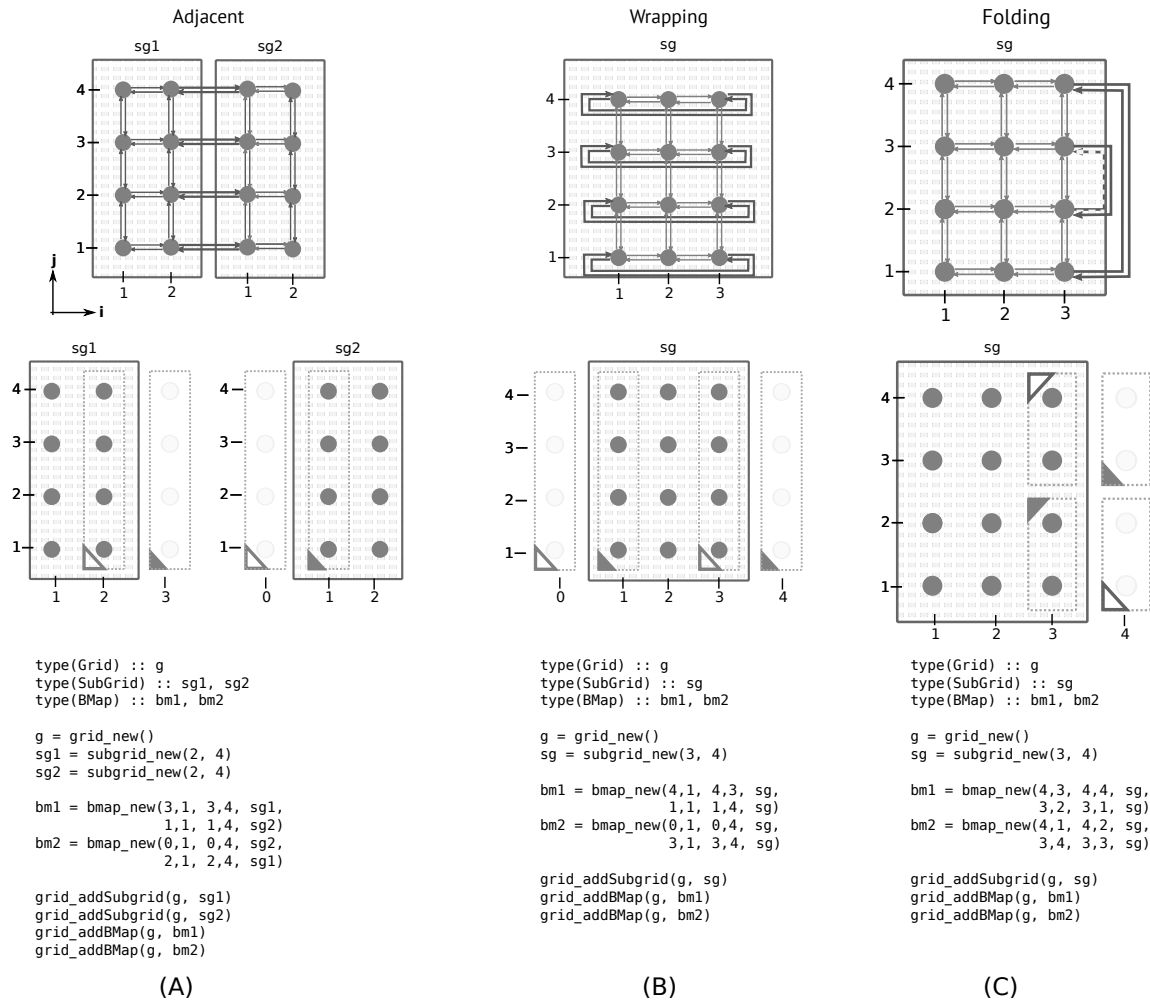 Adjacent
sg1 sg2
4
3
2
1
j
i
1 2 1 2
Wrapping
sg
4
3
2
1
1 2 3
Folding
sg
4
3
2
1
1 2 3
sg1 sg2
4
3
2
1
1 2 3
4
3
2
1
0 1 2
sg
4
3
2
1
0 1 2 3 4
sg
4
3
2
1
1 2 3 4
type(Grid) :: g
type(SubGrid) :: sg1, sg2
type(BMap) :: bm1, bm2
g = grid_new()
sg1 = subgrid_new(2, 4)
sg2 = subgrid_new(2, 4)
bm1 = bmap_new(3,1, 3,4, sg1,
1,1, 1,4, sg2)
bm2 = bmap_new(0,1, 0,4, sg2,
2,1, 2,4, sg1)
grid_addSubgrid(g, sg1)
grid_addSubgrid(g, sg2)
grid_addBMap(g, bm1)
grid_addBMap(g, bm2)
(A)
type(Grid) :: g
type(SubGrid) :: sg
type(BMap) :: bm1, bm2
g = grid_new()
sg = subgrid_new(3, 4)
bm1 = bmap_new(4,1, 4,3, sg,
1,1, 1,4, sg)
bm2 = bmap_new(0,1, 0,4, sg,
3,1, 3,4, sg)
grid_addSubgrid(g, sg)
grid_addBMap(g, bm1)
grid_addBMap(g, bm2)
(B)
type(Grid) :: g
type(SubGrid) :: sg
type(BMap) :: bm1, bm2
g = grid_new()
sg = subgrid_new(3, 4)
bm1 = bmap_new(4,3, 4,4, sg,
3,2, 3,1, sg)
bm2 = bmap_new(4,1, 4,2, sg,
3,4, 3,3, sg)
grid_addSubgrid(g, sg)
grid_addBMap(g, bm1)
grid_addBMap(g, bm2)
(C)